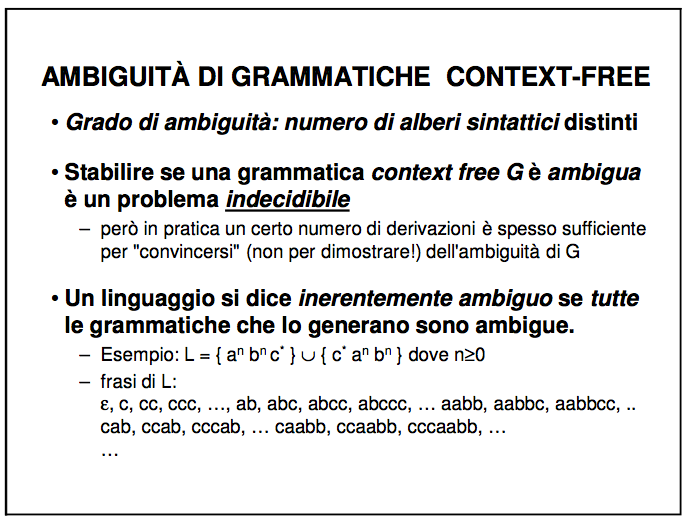 AMBIGUITÀ DI GRAMMATICHE CONTEXT-FREE
• Grado di ambiguità: numero di alberi sintattici distinti
• Stabilire se una grammatica context free G è ambigua
è un problema indecidibile
– però in pratica un certo numero di derivazioni è spesso sufficiente
per "convincersi" (non per dimostrare!) dell'ambiguità di G
• Un linguaggio si dice inerentemente ambiguo se tutte
le grammatiche che lo generano sono ambigue.
– Esempio: L = { aⁿ bⁿ c* } ∪ { c* aⁿ bⁿ } dove n≥0
– frasi di L:
ε, c, cc, ccc, …, ab, abc, abcc, abccc, … aabb, aabbc, aabbcc, ..
cab, ccab, cccab, … caabb, ccaabb, cccaabb, …
…